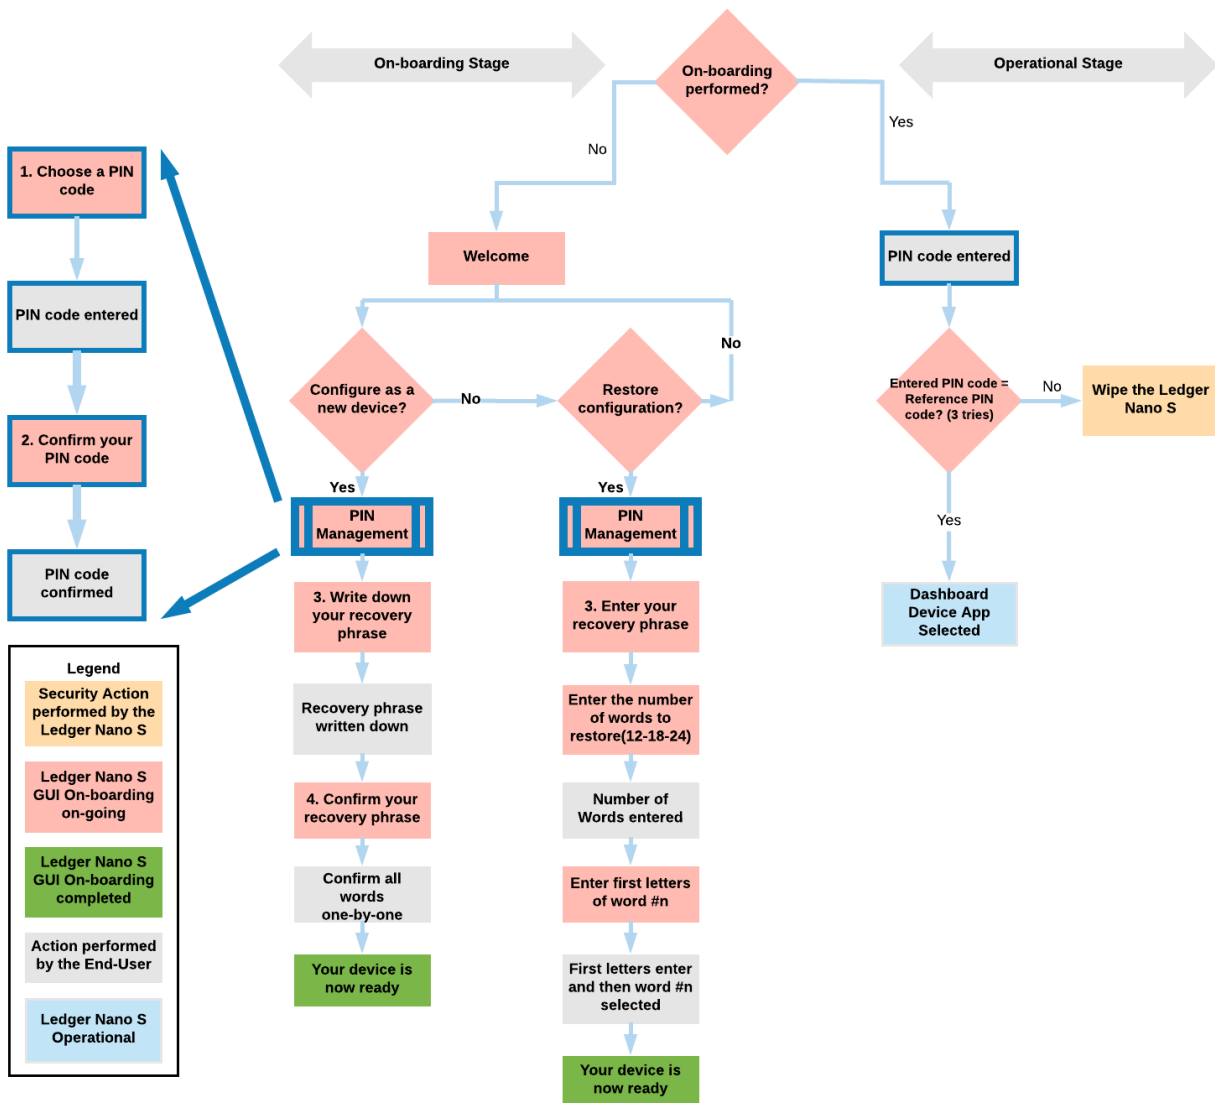 On-boarding Stage
On-boarding
performed?
Operational Stage
No
Yes
1. Choose a PIN
code
PIN code entered
2. Confirm your
PIN code
PIN code
confirmed
Welcome
Configure as a
new device?
No
Restore
configuration?
No
Yes
PIN
Management
3. Write down
your recovery
phrase
Recovery phrase
written down
4. Confirm your
recovery phrase
Confirm all
words
one-by-one
Your device is
now ready
Yes
PIN
Management
3. Enter your
recovery phrase
Enter the number
of words to
restore(12-18-24)
Number of
Words entered
Enter first letters
of word #n
First letters enter
and then word #n
selected
Your device is
now ready
PIN code entered
Entered PIN code =
Reference PIN
code? (3 tries)
No
Wipe the Ledger
Nano S
Yes
Dashboard
Device App
Selected
Legend
Security Action
performed by the
Ledger Nano S
Ledger Nano S
GUI On-boarding
on-going
Ledger Nano S
GUI On-boarding
completed
Action performed
by the End-User
Ledger Nano S
Operational